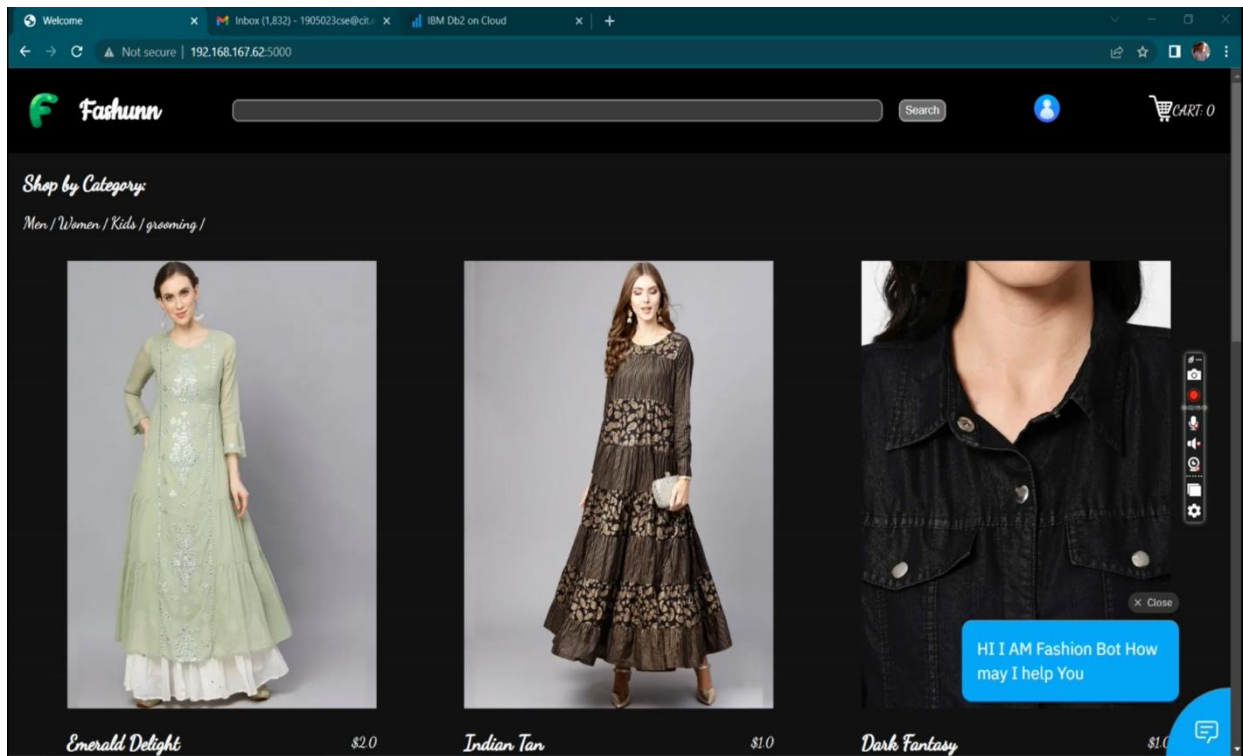 Welcome
Inbox (1,832) - 1905023cse@cit.
IBM Db2 on Cloud
Not secure | 192.168.167.62:5000
Fashunn
Search
CART: 0
Shop by Category:
Men / Women / Kids / grooming /
× Close
HI I AM Fashion Bot How
may I help You
Emerald Delight
$2.0
Indian Tan
$1.0
Dark Fantasy